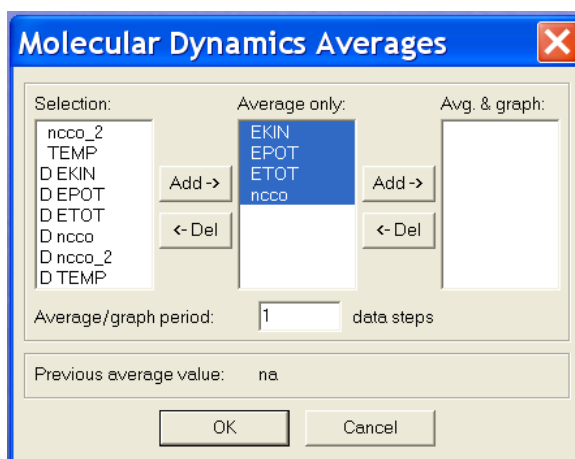 Molecular Dynamics Averages
Selection:
Average only:
Avg. & graph:
ncco_2
TEMP
D EKIN
D EPOT
D ETOT
D ncco
D ncco_2
D TEMP
Add ->
<- Del
EKIN
EPOT
ETOT
ncco
Add ->
<- Del
Average/graph period: 1 data steps
Previous average value: na
OK
Cancel